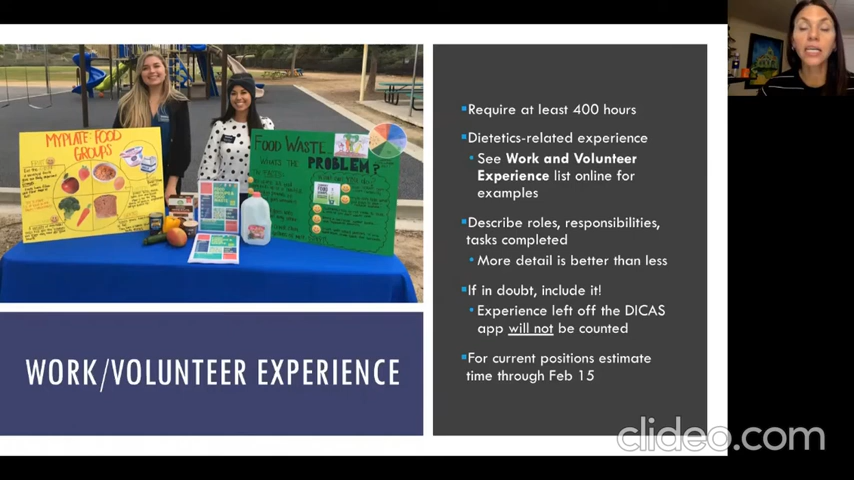 MYPLATE: FOOD
GROUPS
FOOD WASTE
WHAT'S THE PROBLEM?
WORK/VOLUNTEER EXPERIENCE
Require at least 400 hours
Dietetics-related experience
See Work and Volunteer
Experience list online for
examples
Describe roles, responsibilities,
tasks completed
More detail is better than less
If in doubt, include it!
Experience left off the DICAS
app will not be counted
For current positions estimate
time through Feb 15
clideo.com